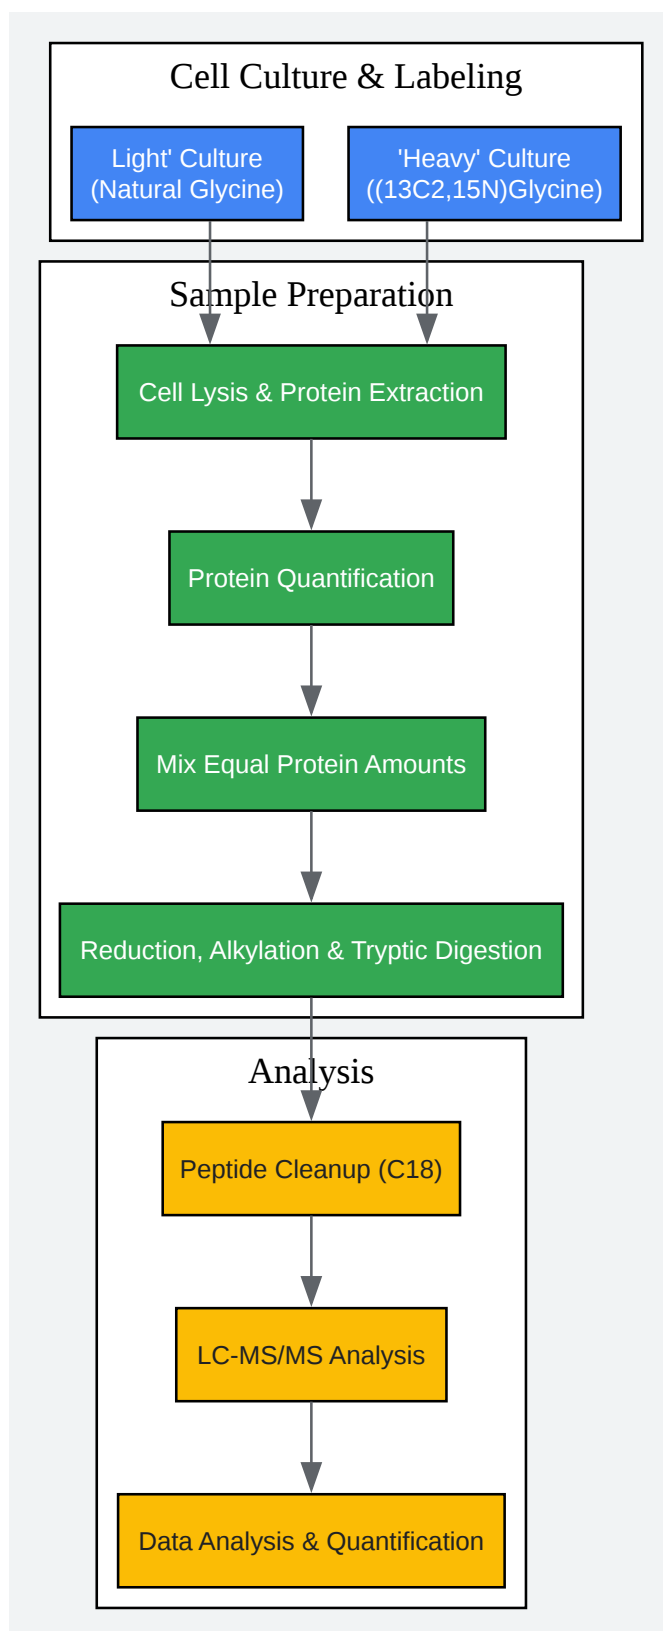 Cell Culture & Labeling
Light' Culture
(Natural Glycine)
'Heavy' Culture
((13C2,15N)Glycine)
Sample Preparation
Cell Lysis & Protein Extraction
Protein Quantification
Mix Equal Protein Amounts
Reduction, Alkylation & Tryptic Digestion
Analysis
Peptide Cleanup (C18)
LC-MS/MS Analysis
Data Analysis & Quantification